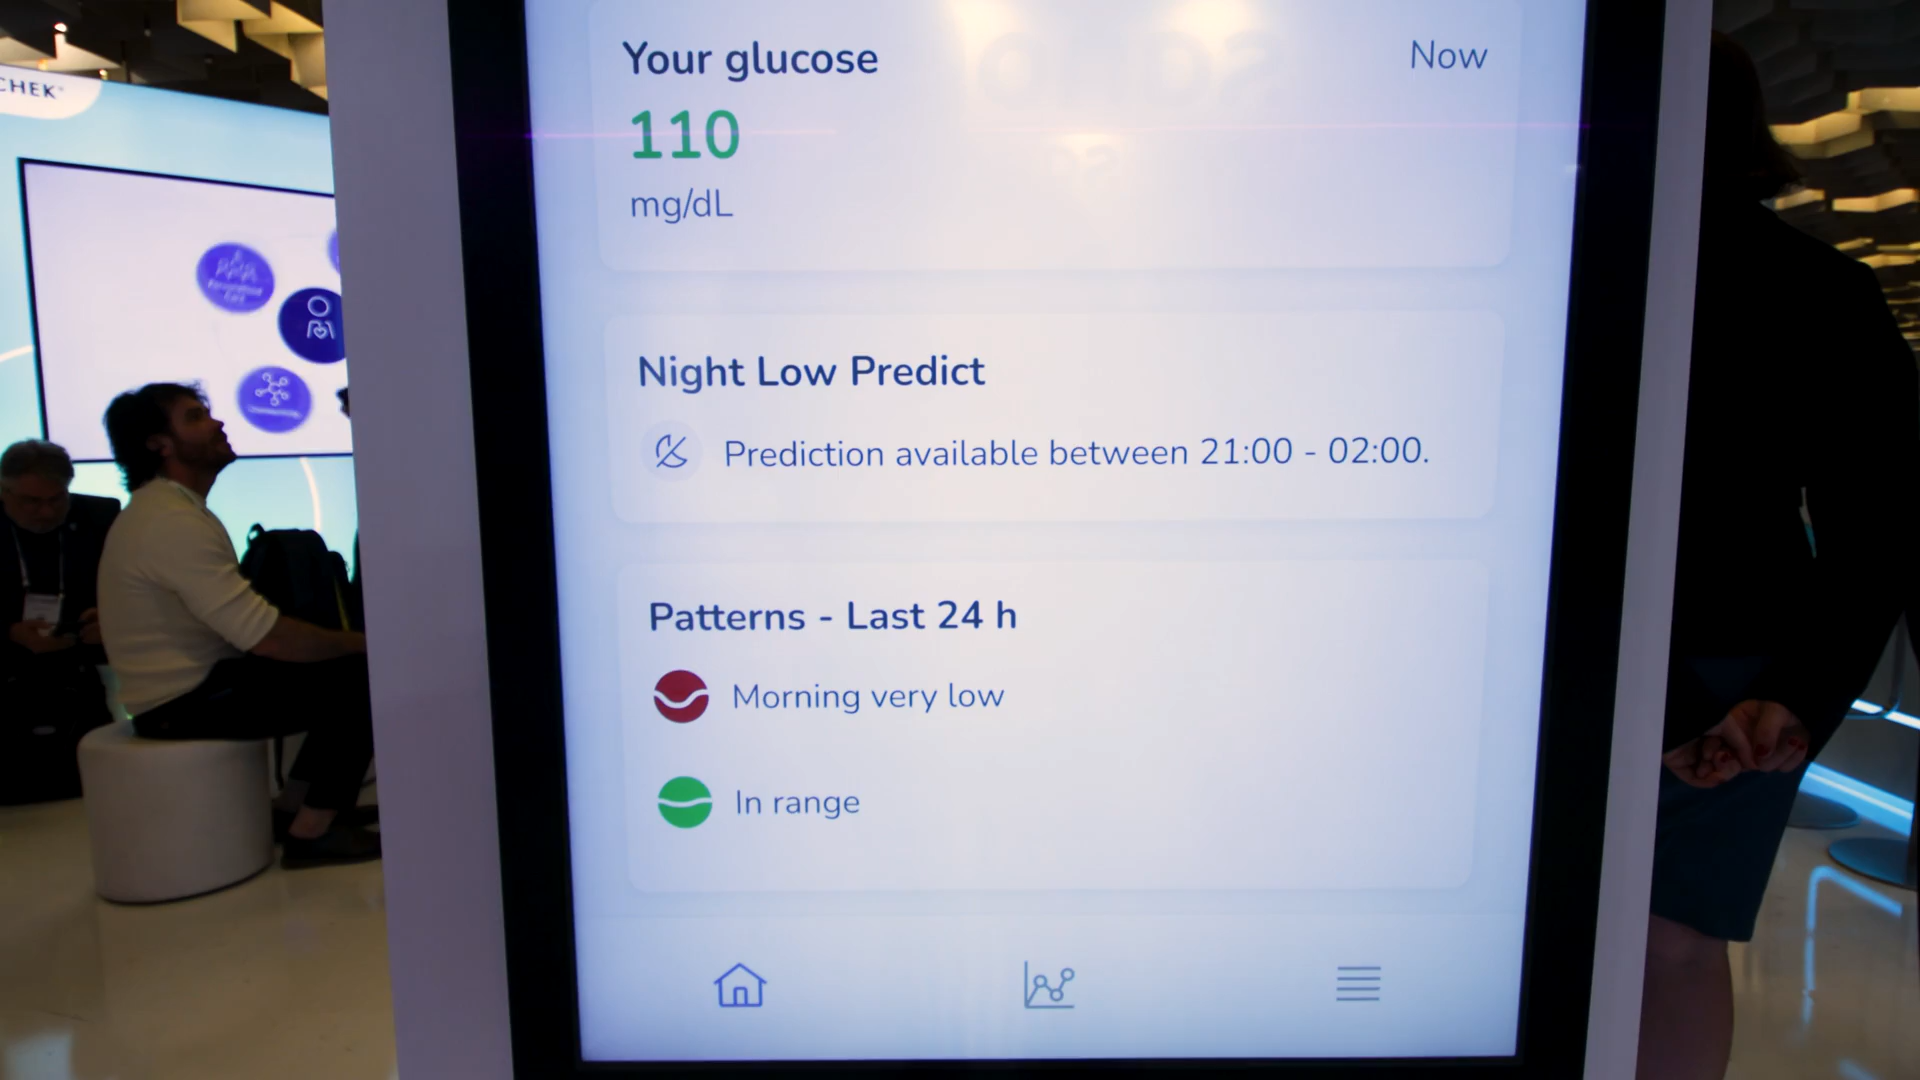 CHEK®
Your glucose
Now
110
mg/dL
Night Low Predict
Prediction available between 21:00 - 02:00.
Patterns - Last 24 h
Morning very low
In range